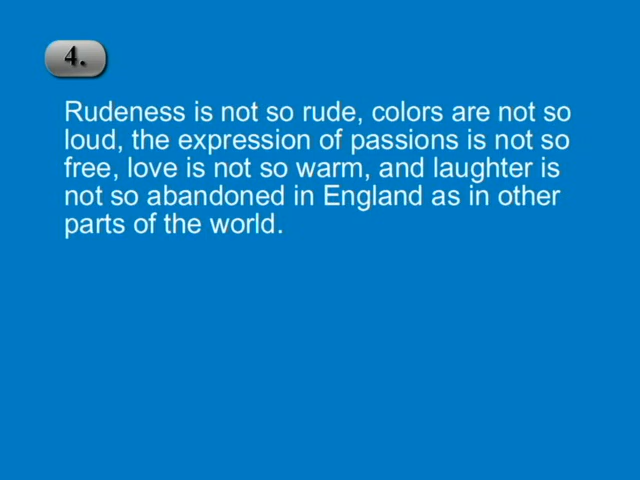 4.
Rudeness is not so rude, colors are not so
loud, the expression of passions is not so
free, love is not so warm, and laughter is
not so abandoned in England as in other
parts of the world.